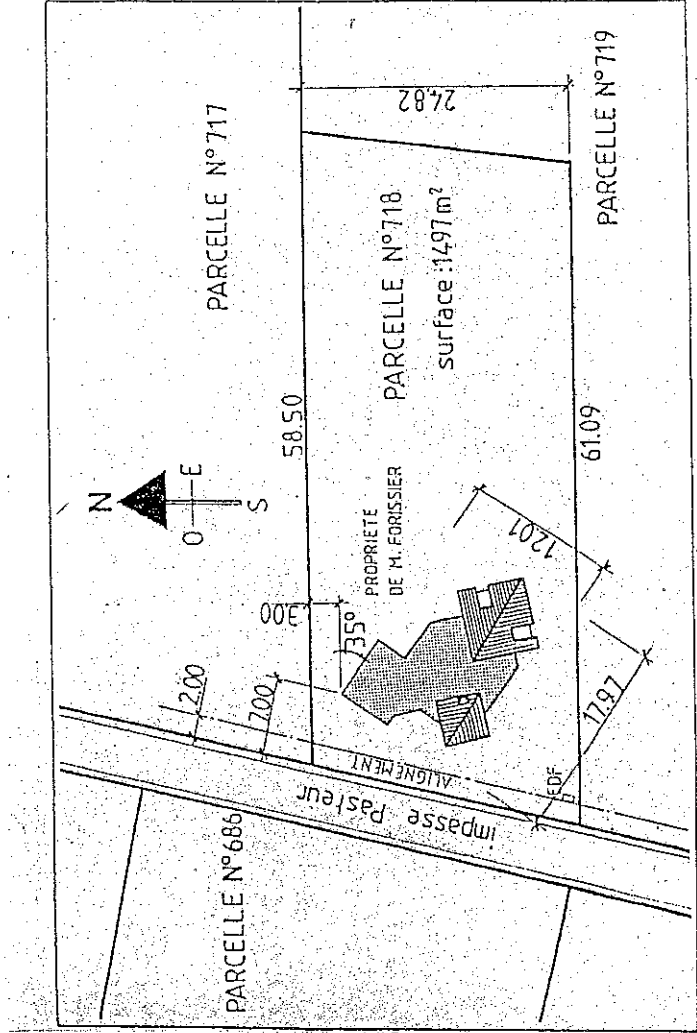 N
O
E
S
PARCELLE N°717
58.50
3.00
35°
2.00
7.00
PROPRIETE
DE M. FORISSIER
PARCELLE N°718
surface : 1497m²
24,82
ALIGNEMENT
impasse Pasteur
PARCELLE N°686
EDF
12.01
17.97
61.09
PARCELLE N°719